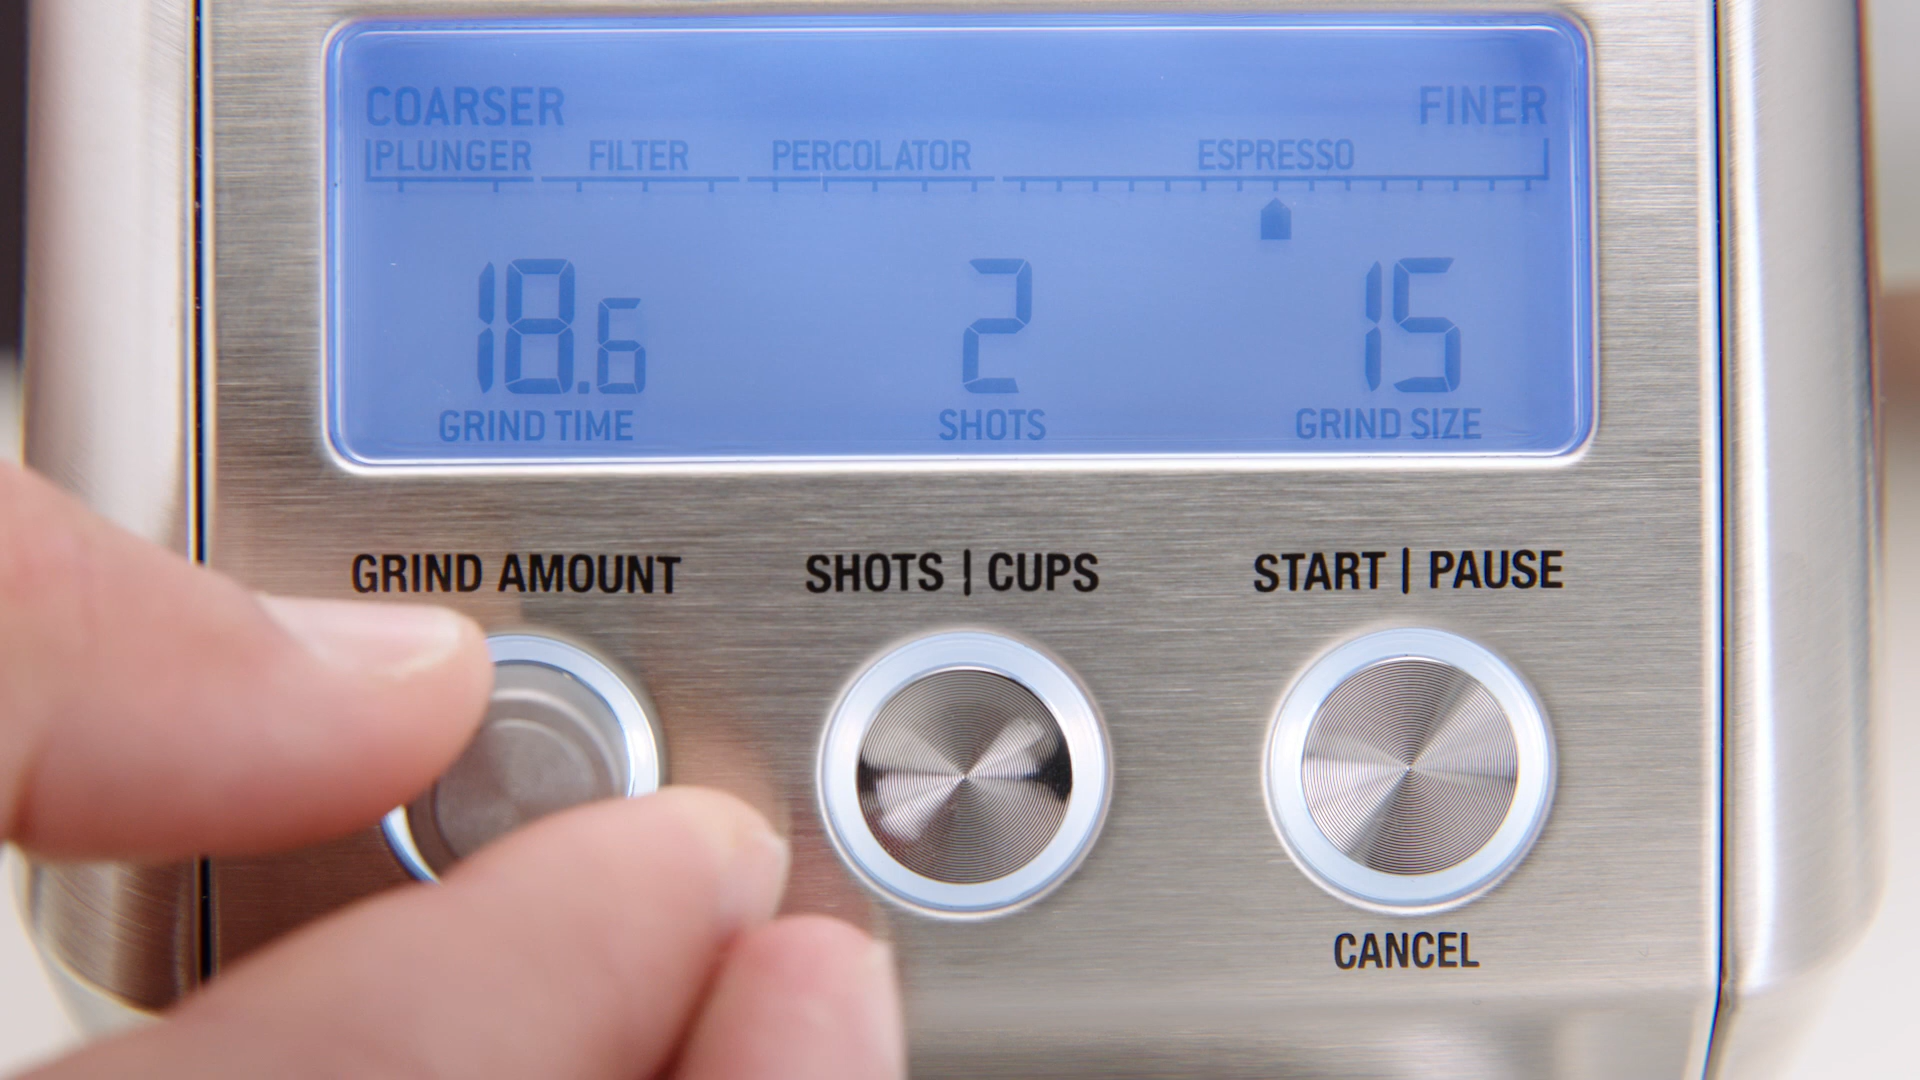 COARSER FINER
PLUNGER FILTER PERCOLATOR ESPRESSO
18.6 2 15
GRIND TIME SHOTS GRIND SIZE
GRIND AMOUNT SHOTS | CUPS START | PAUSE
CANCEL